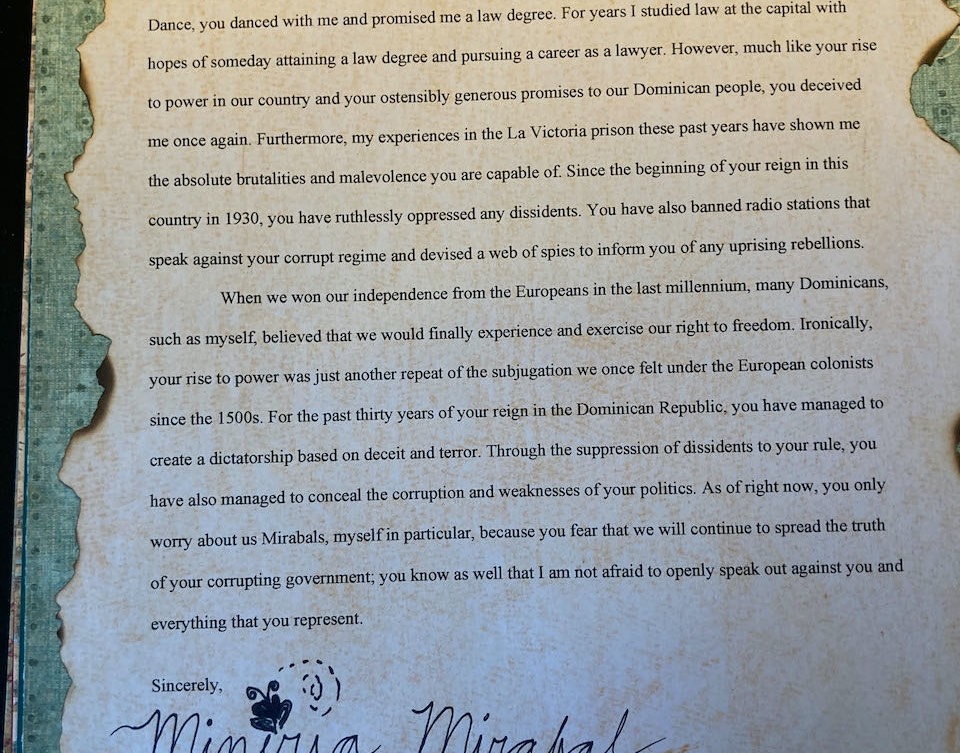 Dance, you danced with me and promised me a law degree. For years I studied law at the capital with
hopes of someday attaining a law degree and pursuing a career as a lawyer. However, much like your rise
to power in our country and your ostensibly generous promises to our Dominican people, you deceived
me once again. Furthermore, my experiences in the La Victoria prison these past years have shown me
the absolute brutalities and malevolence you are capable of. Since the beginning of your reign in this
country in 1930, you have ruthlessly oppressed any dissidents. You have also banned radio stations that
speak against your corrupt regime and devised a web of spies to inform you of any uprising rebellions.
When we won our independence from the Europeans in the last millennium, many Dominicans,
such as myself, believed that we would finally experience and exercise our right to freedom. Ironically,
your rise to power was just another repeat of the subjugation we once felt under the European colonists
since the 1500s. For the past thirty years of your reign in the Dominican Republic, you have managed to
create a dictatorship based on deceit and terror. Through the suppression of dissidents to your rule, you
have also managed to conceal the corruption and weaknesses of your politics. As of right now, you only
worry about us Mirabals, myself in particular, because you fear that we will continue to spread the truth
of your corrupting government; you know as well that I am not afraid to openly speak out against you and
everything that you represent.
Sincerely,
Minerva Mirabal